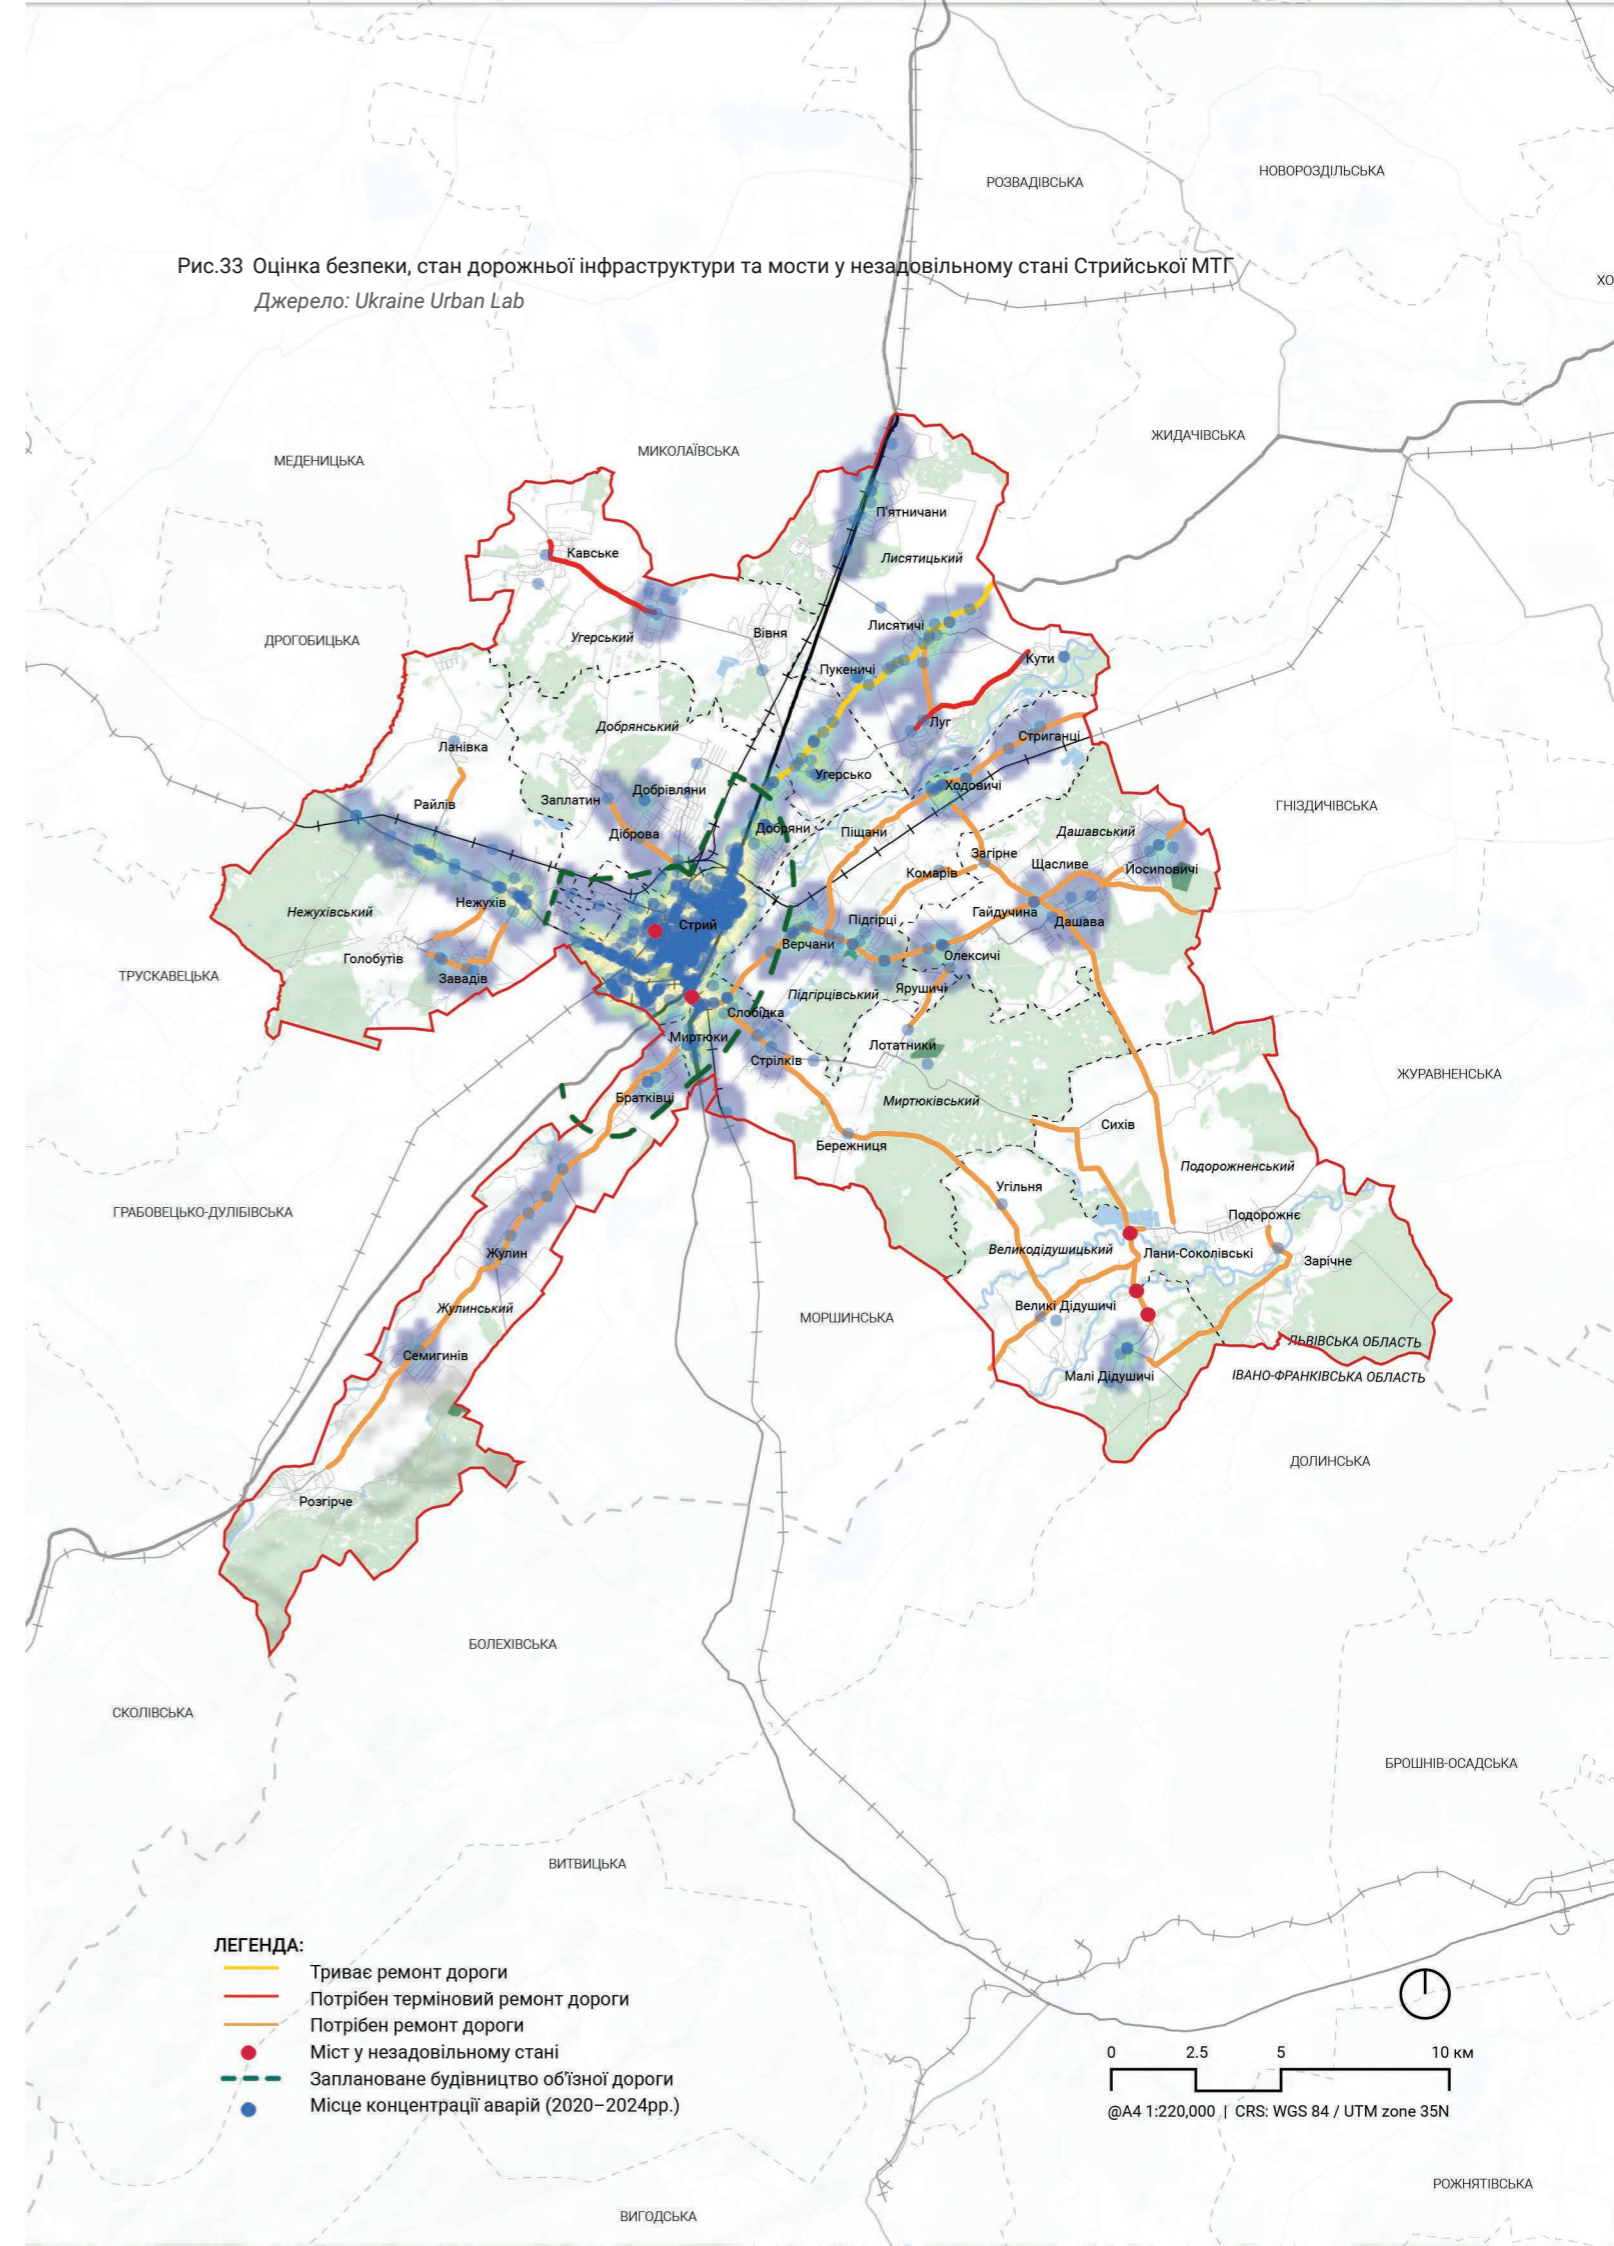 РОЗВАДІВСЬКА
НОВОРОЗДІЛЬСЬКА
Рис.33 Оцінка безпеки, стан дорожньої інфраструктури та мости у незадовільному стані Стрийської МТГ
Джерело: Ukraine Urban Lab
ХО
МЕДЕНИЦЬКА
МИКОЛАЇВСЬКА
ЖИДАЧІВСЬКА
П'ятничани
Кавське
Лисятицький
ДРОГОБИЦЬКА
Угерський
Вівня
Лисятичі
Кути
Пукеничі
Добрянський
Луг
Стриганці
Ланівка
Угерсько
Ходовичі
Заплатин
Добрівляни
Райлів
ГНІЗДИЧІВСЬКА
Діброва
Добряни
Піщани
Дашавський
Загірне
Щасливе
Йосиповичі
Комарів
Нежухів
Нежухівський
Стрий
Підгірці
Гайдучина
Дашава
Верчани
Голобутів
Олексичі
ТРУСКАВЕЦЬКА
Завадів
Підгірцівський
Ярушичі
Слобідка
Миртюки
Лотатники
Стрілків
ЖУРАВНЕНСЬКА
Братківці
Миртюківський
Сихів
Бережниця
Подорожненський
Угільня
ГРАБОВЕЦЬКО-ДУЛІБІВСЬКА
Подорожнє
Жулин
Великодідушицький
Лани-Соколівські
Зарічне
Жулинський
Великі Дідушичі
МОРШИНСЬКА
ЛЬВІВСЬКА ОБЛАСТЬ
Семигинів
Малі Дідушичі
ІВАНО-ФРАНКІВСЬКА ОБЛАСТЬ
ДОЛИНСЬКА
Розгірче
БОЛЕХІВСЬКА
СКОЛІВСЬКА
БРОШНІВ-ОСАДСЬКА
ВИТВИЦЬКА
ЛЕГЕНДА:
Триває ремонт дороги
Потрібен терміновий ремонт дороги
Потрібен ремонт дороги
Міст у незадовільному стані
Заплановане будівництво об'їзної дороги
Місце концентрації аварій (2020–2024рр.)
0 2.5 5 10 км
@A4 1:220,000 | CRS: WGS 84 / UTM zone 35N
РОЖНЯТІВСЬКА
ВИГОДСЬКА